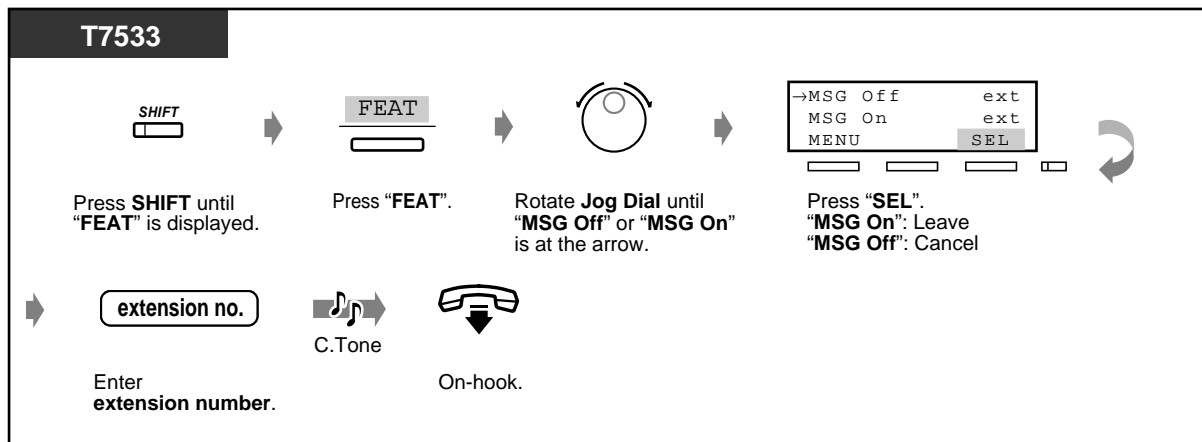 T7533
SHIFT
FEAT
→MSG Off ext
MSG On ext
MENU SEL
Press SHIFT until
“FEAT” is displayed.
Press “FEAT”.
Rotate Jog Dial until
“MSG Off” or “MSG On”
is at the arrow.
Press “SEL”.
“MSG On”: Leave
“MSG Off”: Cancel
extension no.
C.Tone
Enter
extension number.
On-hook.